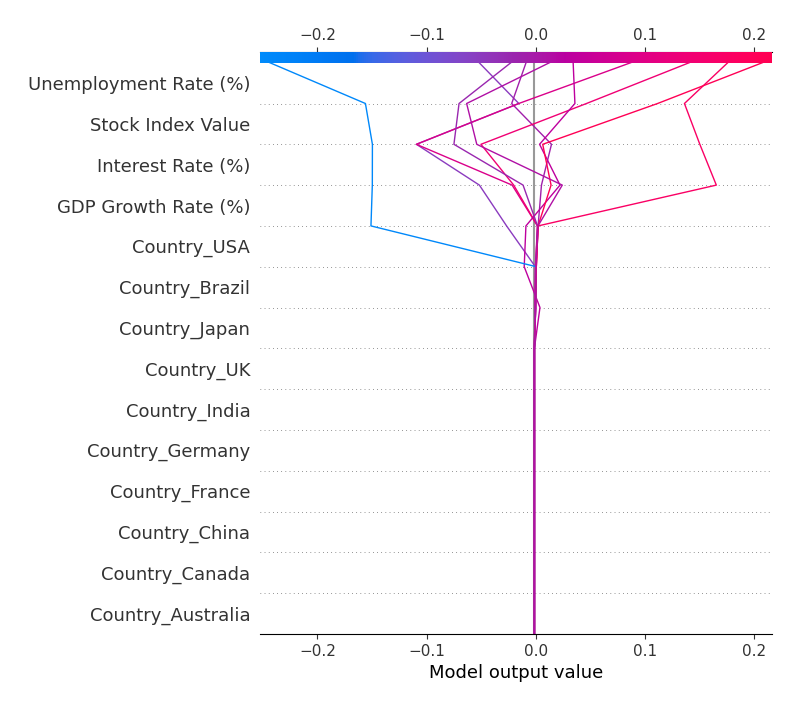 −0.2 −0.1 0.0 0.1 0.2
Unemployment Rate (%)
Stock Index Value
Interest Rate (%)
GDP Growth Rate (%)
Country_USA
Country_Brazil
Country_Japan
Country_UK
Country_India
Country_Germany
Country_France
Country_China
Country_Canada
Country_Australia
−0.2 −0.1 0.0 0.1 0.2
Model output value